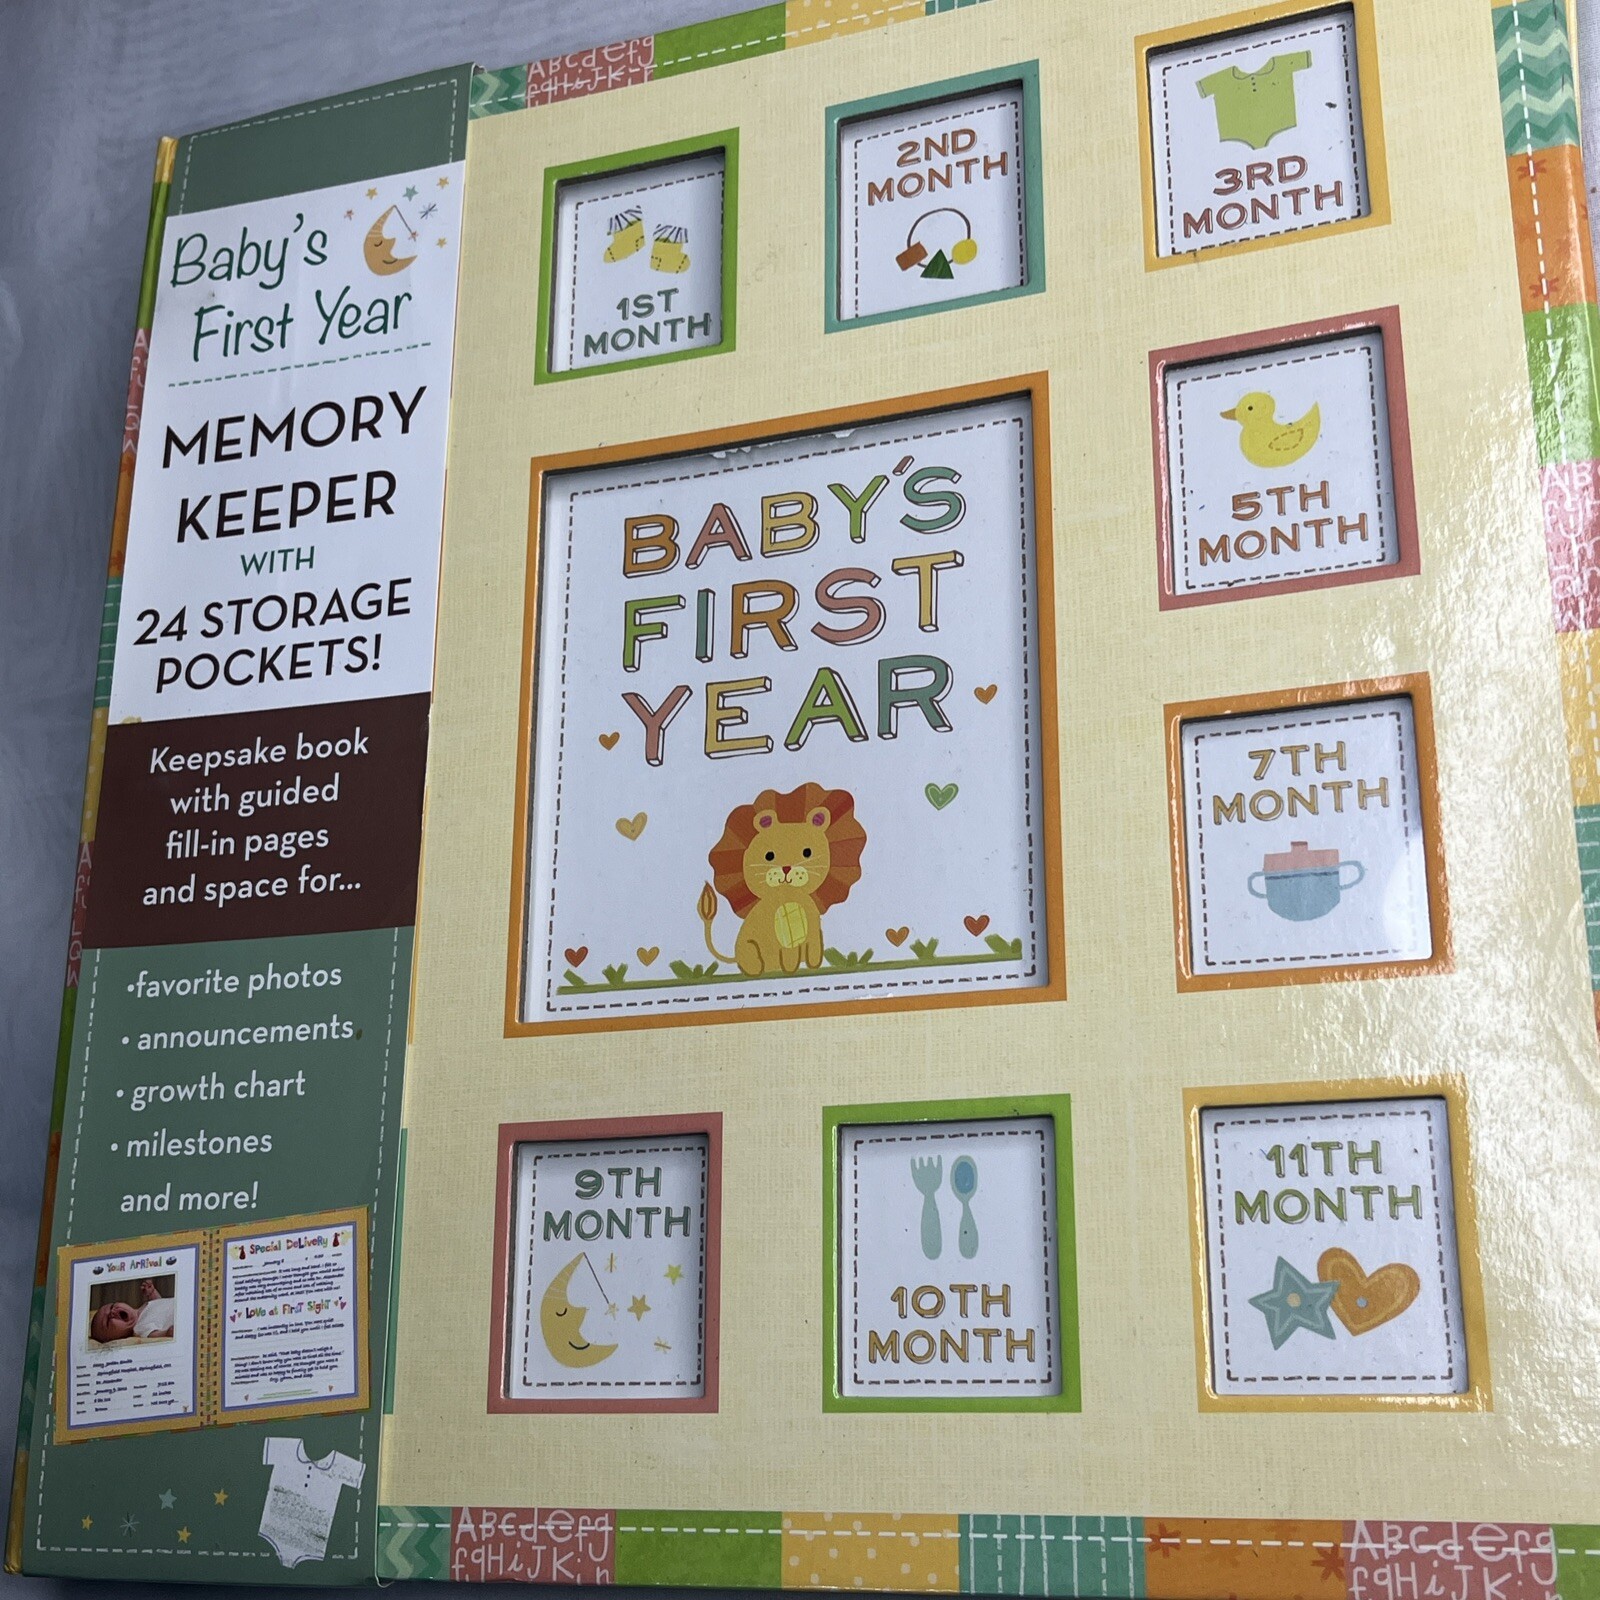 Baby's
First Year
MEMORY
KEEPER
WITH
24 STORAGE
POCKETS!
Keepsake book
with guided
fill-in pages
and space for...
•favorite photos
• announcements
• growth chart
• milestones
and more!
Your Arrival
Special Delivery
Love at First Sight
ABcdefg
1ST
MONTH
2ND
MONTH
3RD
MONTH
BABY'S
FIRST
YEAR
5TH
MONTH
7TH
MONTH
9TH
MONTH
10TH
MONTH
11TH
MONTH
ABcdefg
fgHiJK
ABcdefg
fgHiJK